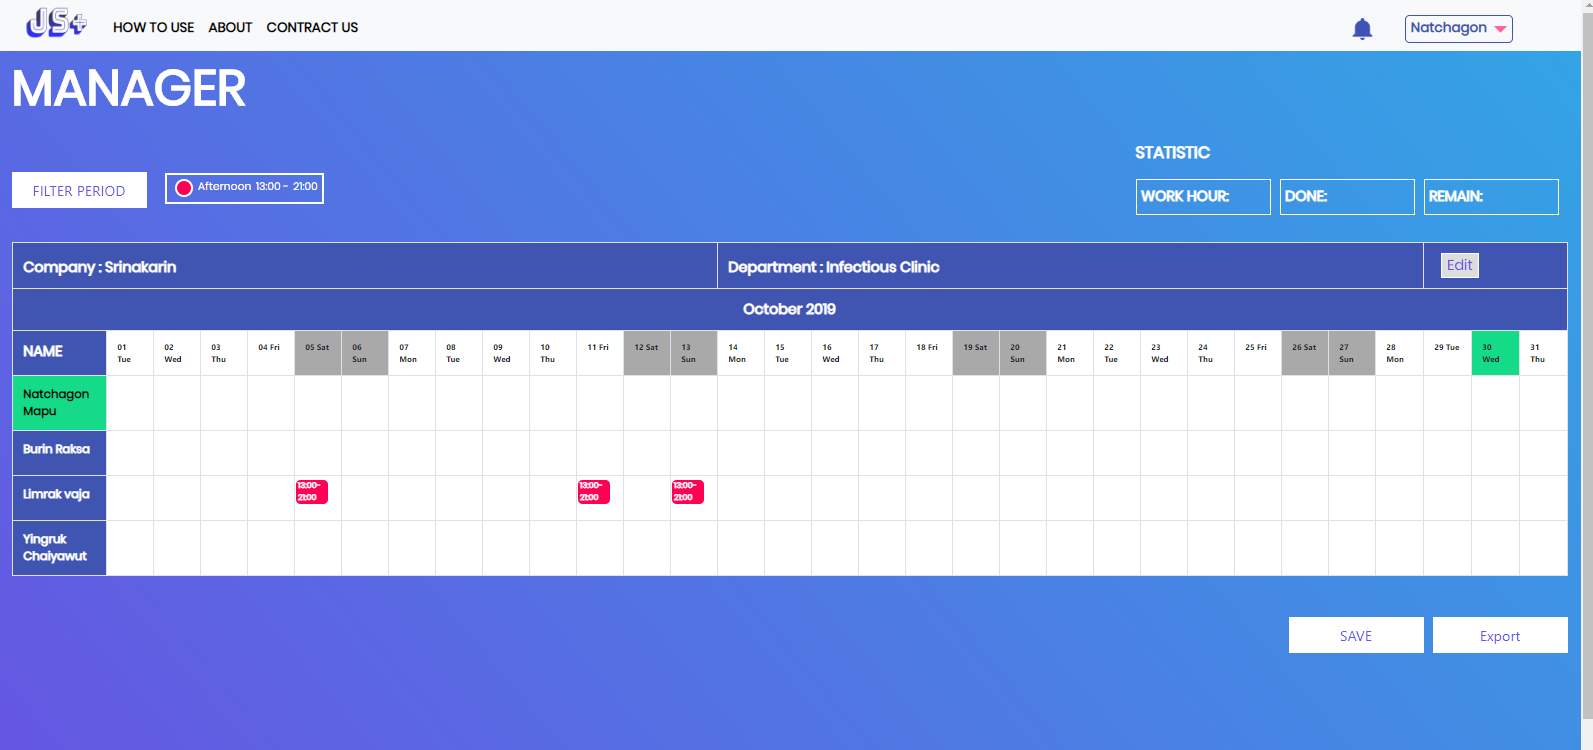 JS+
HOW TO USE ABOUT CONTRACT US
Natchagon
MANAGER
STATISTIC
FILTER PERIOD
Afternoon 13:00 - 21:00
WORK HOUR:
DONE:
REMAIN:
Company : Srinakarin
Department : Infectious Clinic
Edit
October 2019
NAME
01
Tue
02
Wed
03
Thu
04 Fri
05 Sat
06
Sun
07
Mon
08
Tue
09
Wed
10
Thu
11 Fri
12 Sat
13
Sun
14
Mon
15
Tue
16
Wed
17
Thu
18 Fri
19 Sat
20
Sun
21
Mon
22
Tue
23
Wed
24
Thu
25 Fri
26 Sat
27
Sun
28
Mon
29 Tue
30
Wed
31
Thu
Natchagon
Mapu
Burin Raksa
Limrak vaja
13:00-
21:00
13:00-
21:00
13:00-
21:00
Yingruk
Chaiyawut
SAVE
Export